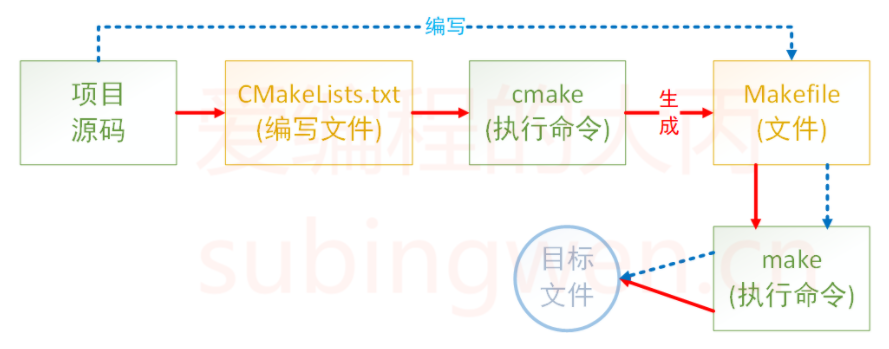 编写
项目
源码
CMakeLists.txt
(编写文件)
cmake
(执行命令)
生
成
Makefile
(文件)
make
(执行命令)
目标
文件
爱编程的大丙
subingwen.cn